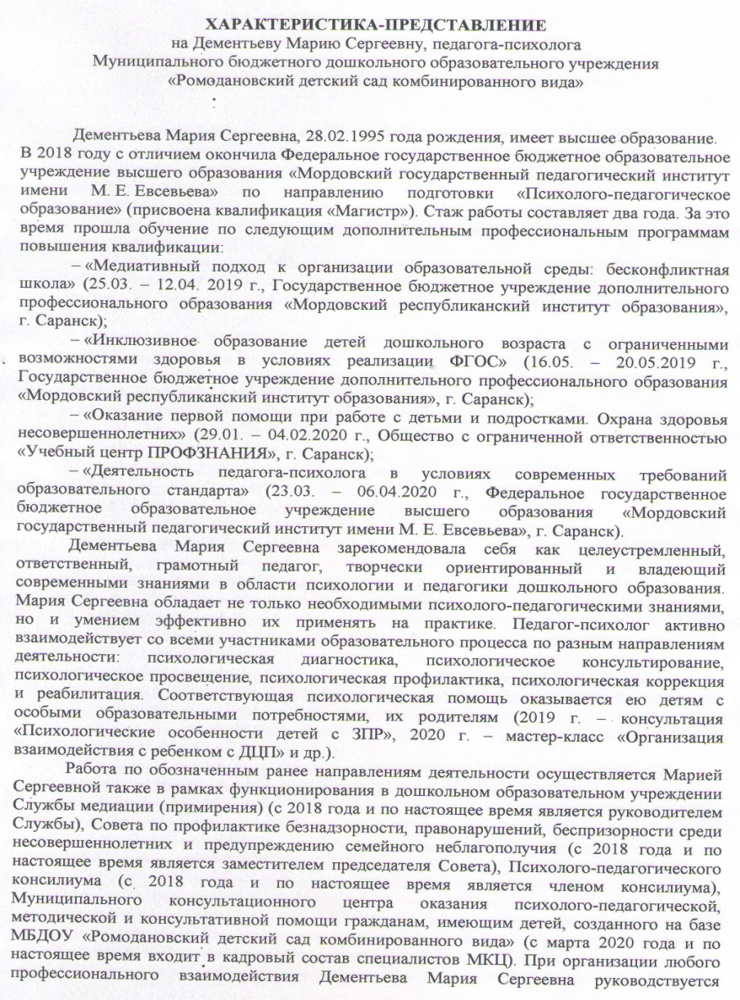 ХАРАКТЕРИСТИКА-ПРЕДСТАВЛЕНИЕ
на Дементьеву Марию Сергеевну, педагога-психолога
Муниципального бюджетного дошкольного образовательного учреждения
«Ромодановский детский сад комбинированного вида»
Дементьева Мария Сергеевна, 28.02.1995 года рождения, имеет высшее образование.
В 2018 году с отличием окончила Федеральное государственное бюджетное образовательное
учреждение высшего образования «Мордовский государственный педагогический институт
имени М. Е. Евсевьева» по направлению подготовки «Психолого-педагогическое
образование» (присвоена квалификация «Магистр»). Стаж работы составляет два года. За это
время прошла обучение по следующим дополнительным профессиональным программам
повышения квалификации:
– «Медиативный подход к организации образовательной среды: бесконфликтная
школа» (25.03. – 12.04. 2019 г., Государственное бюджетное учреждение дополнительного
профессионального образования «Мордовский республиканский институт образования»,
г. Саранск);
– «Инклюзивное образование детей дошкольного возраста с ограниченными
возможностями здоровья в условиях реализации ФГОС» (16.05. – 20.05.2019 г.,
Государственное бюджетное учреждение дополнительного профессионального образования
«Мордовский республиканский институт образования», г. Саранск);
– «Оказание первой помощи при работе с детьми и подростками. Охрана здоровья
несовершеннолетних» (29.01. – 04.02.2020 г., Общество с ограниченной ответственностью
«Учебный центр ПРОФЗНАНИЯ», г. Саранск);
– «Деятельность педагога-психолога в условиях современных требований
образовательного стандарта» (23.03. – 06.04.2020 г., Федеральное государственное
бюджетное образовательное учреждение высшего образования «Мордовский
государственный педагогический институт имени М. Е. Евсевьева», г. Саранск).
Дементьева Мария Сергеевна зарекомендовала себя как целеустремленный,
ответственный, грамотный педагог, творчески ориентированный и владеющий
современными знаниями в области психологии и педагогики дошкольного образования.
Мария Сергеевна обладает не только необходимыми психолого-педагогическими знаниями,
но и умением эффективно их применять на практике. Педагог-психолог активно
взаимодействует со всеми участниками образовательного процесса по разным направлениям
деятельности: психологическая диагностика, психологическое консультирование,
психологическое просвещение, психологическая профилактика, психологическая коррекция
и реабилитация. Соответствующая психологическая помощь оказывается ею детям с
особыми образовательными потребностями, их родителям (2019 г. – консультация
«Психологические особенности детей с ЗПР», 2020 г. – мастер-класс «Организация
взаимодействия с ребенком с ДЦП» и др.).
Работа по обозначенным ранее направлениям деятельности осуществляется Марией
Сергеевной также в рамках функционирования в дошкольном образовательном учреждении
Службы медиации (примирения) (с 2018 года и по настоящее время является руководителем
Службы), Совета по профилактике безнадзорности, правонарушений, беспризорности среди
несовершеннолетних и предупреждению семейного неблагополучия (с 2018 года и по
настоящее время является заместителем председателя Совета), Психолого-педагогического
консилиума (с 2018 года и по настоящее время является членом консилиума),
Муниципального консультационного центра оказания психолого-педагогической,
методической и консультативной помощи гражданам, имеющим детей, созданного на базе
МБДОУ «Ромодановский детский сад комбинированного вида» (с марта 2020 года и по
настоящее время входит в кадровый состав специалистов МКЦ). При организации любого
профессионального взаимодействия Дементьева Мария Сергеевна руководствуется